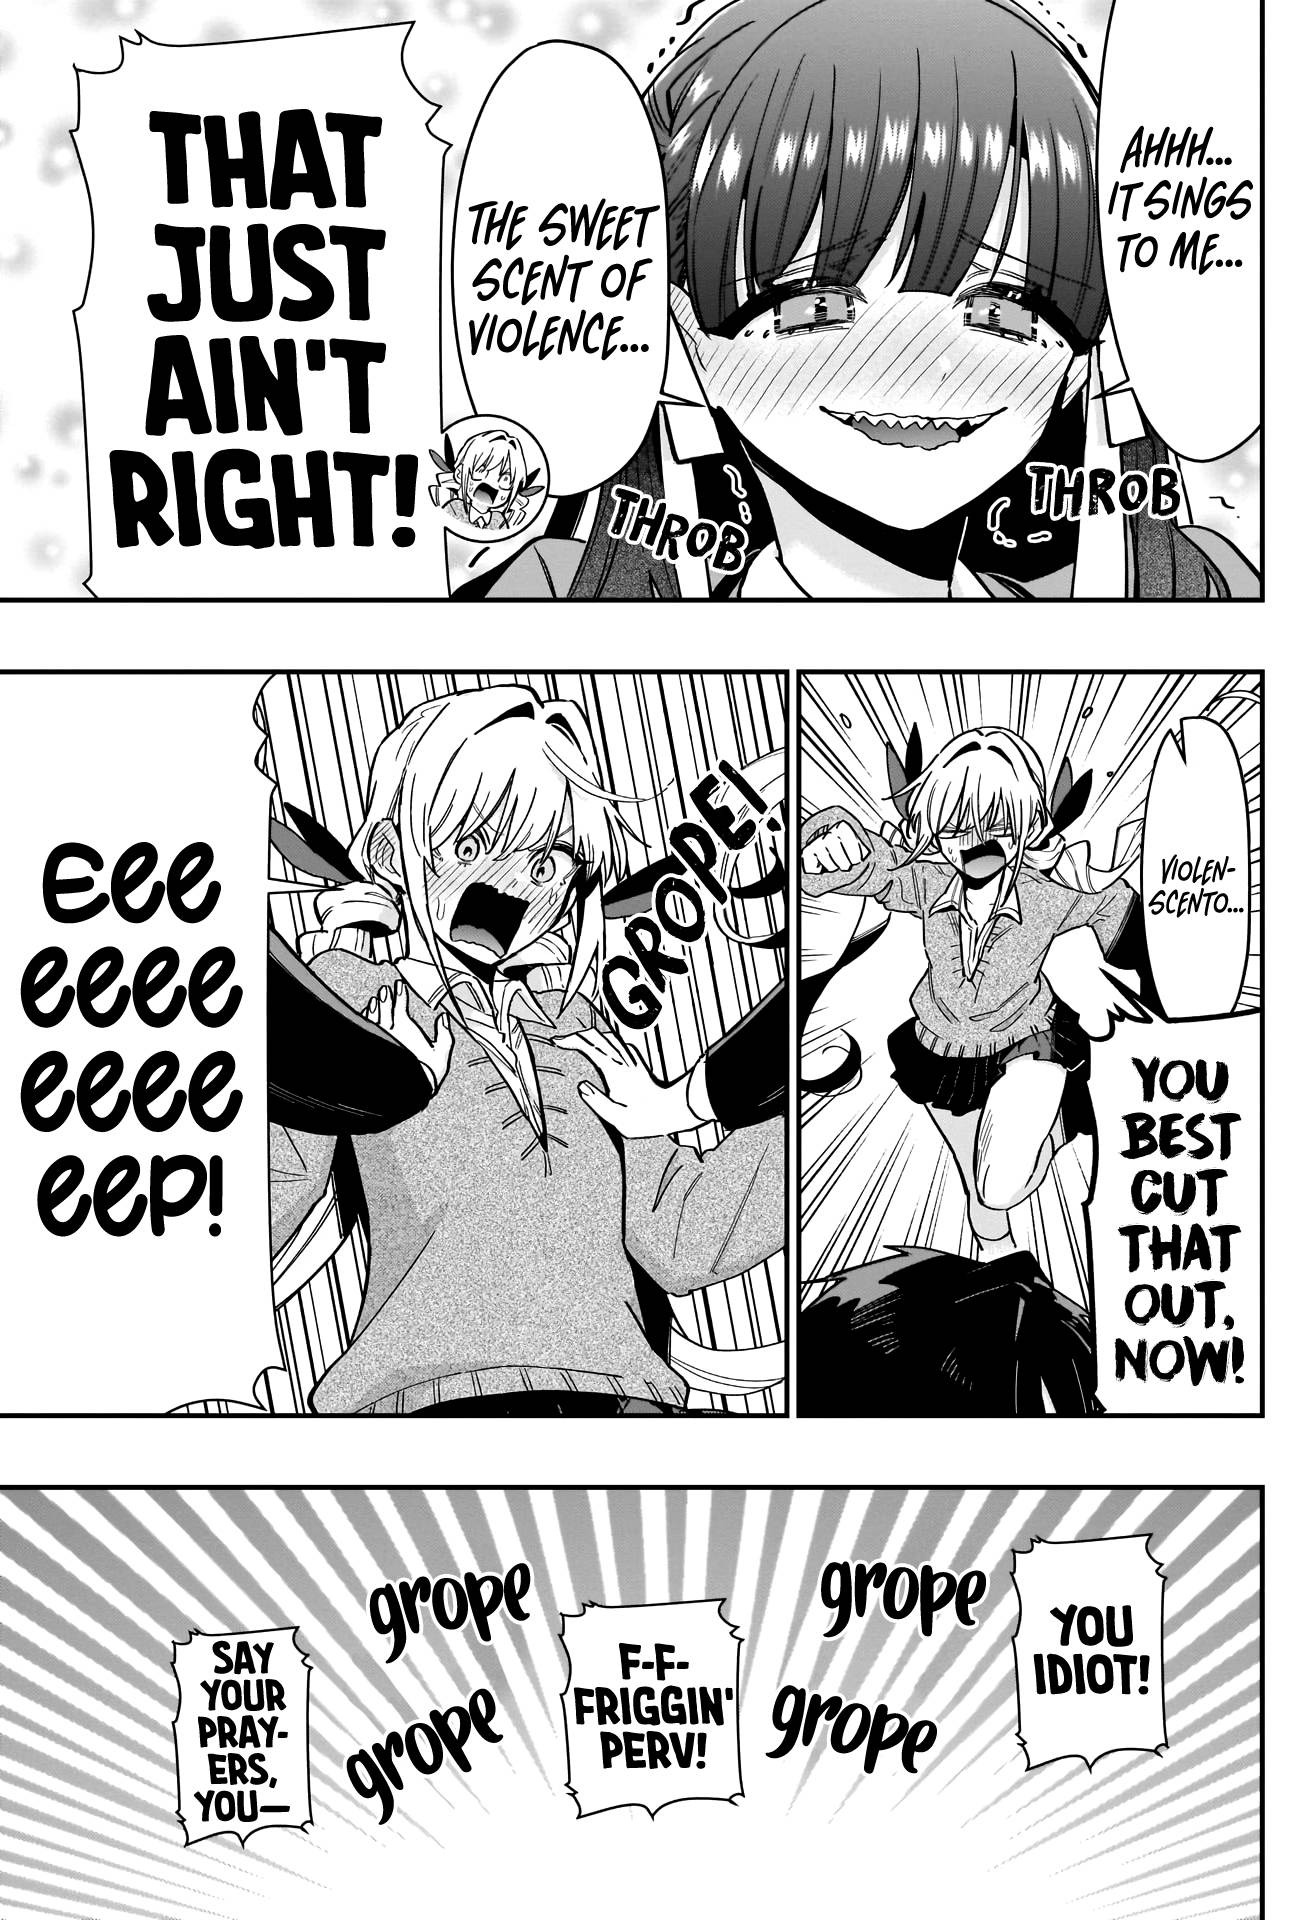 AHHH...
IT SINGS
TO ME...
THE SWEET
SCENT OF
VIOLENCE...
THROB
THROB
THAT
JUST
AIN'T
RIGHT!
VIOLEN-
SCENTO...
YOU
BEST
CUT
THAT
OUT,
NOW!
GROPE!
Eee
eeee
eeee
eep!
YOU
IDIOT!
grope
grope
F-F-
FRIGGIN'
PERV!
grope
grope
SAY
YOUR
PRAY-
ERS,
YOU—